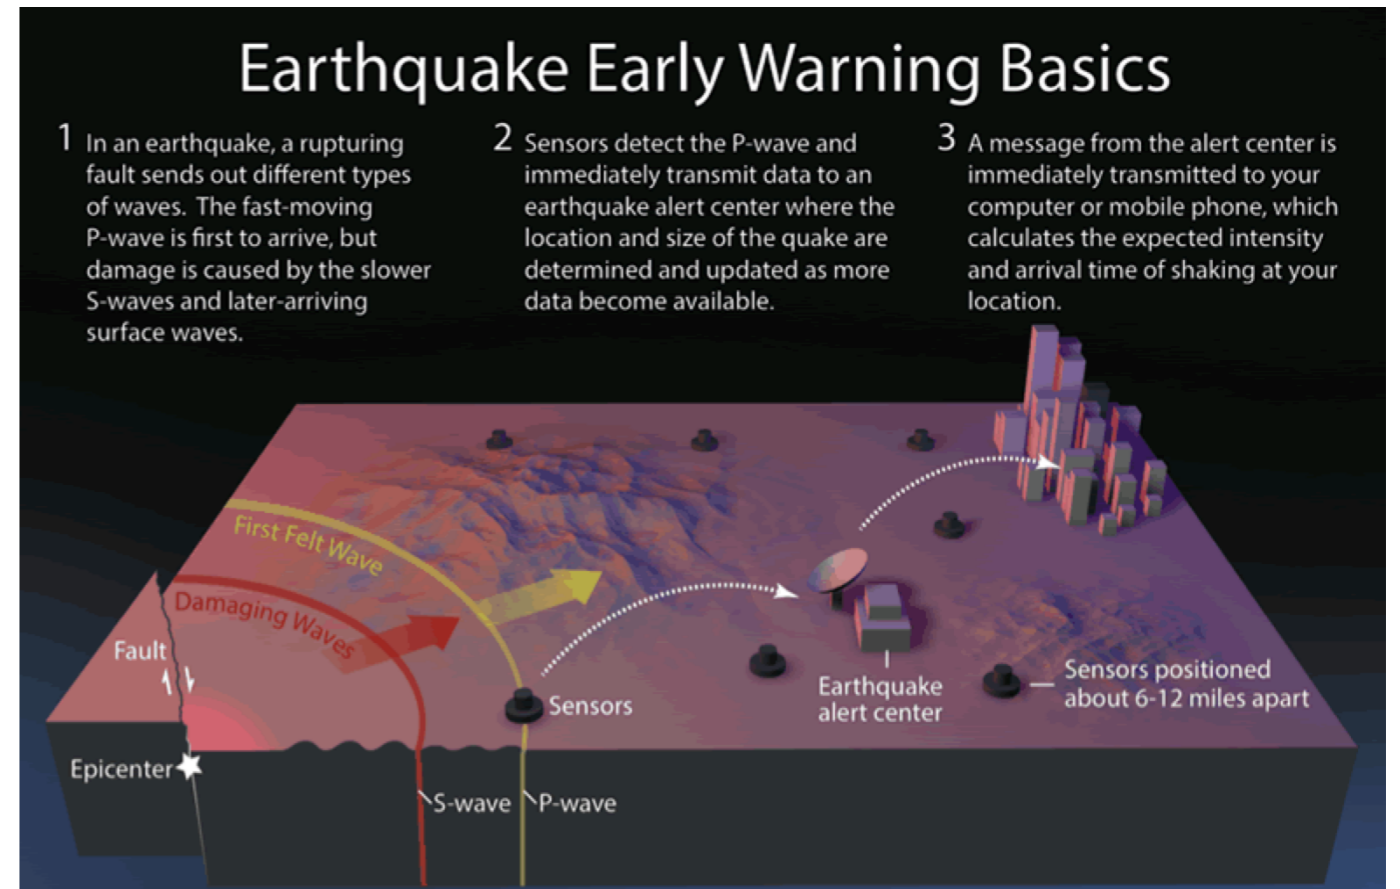 Earthquake Early Warning Basics
1 In an earthquake, a rupturing
fault sends out different types
of waves. The fast-moving
P-wave is first to arrive, but
damage is caused by the slower
S-waves and later-arriving
surface waves.
2 Sensors detect the P-wave and
immediately transmit data to an
earthquake alert center where the
location and size of the quake are
determined and updated as more
data become available.
3 A message from the alert center is
immediately transmitted to your
computer or mobile phone, which
calculates the expected intensity
and arrival time of shaking at your
location.
First Felt Wave
Damaging Waves
Fault
Sensors
Earthquake
alert center
Sensors positioned
about 6-12 miles apart
Epicenter
S-wave
P-wave